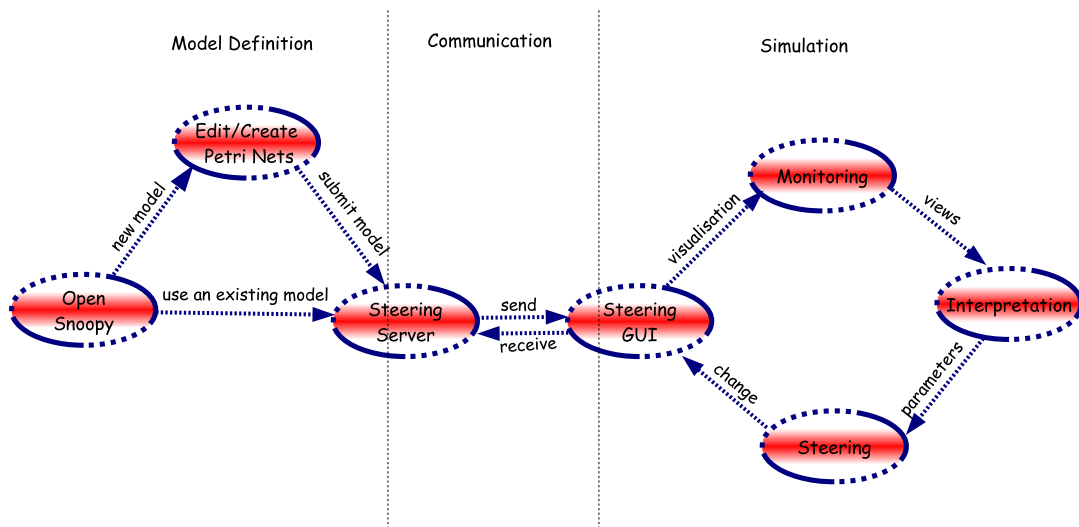 Model Definition
Communication
Simulation
Edit/Create
Petri Nets
new model
submit model
Open
Snoopy
use an existing model
Steering
Server
send
receive
Steering
GUI
visualisation
Monitoring
views
Interpretation
parameters
Steering
change